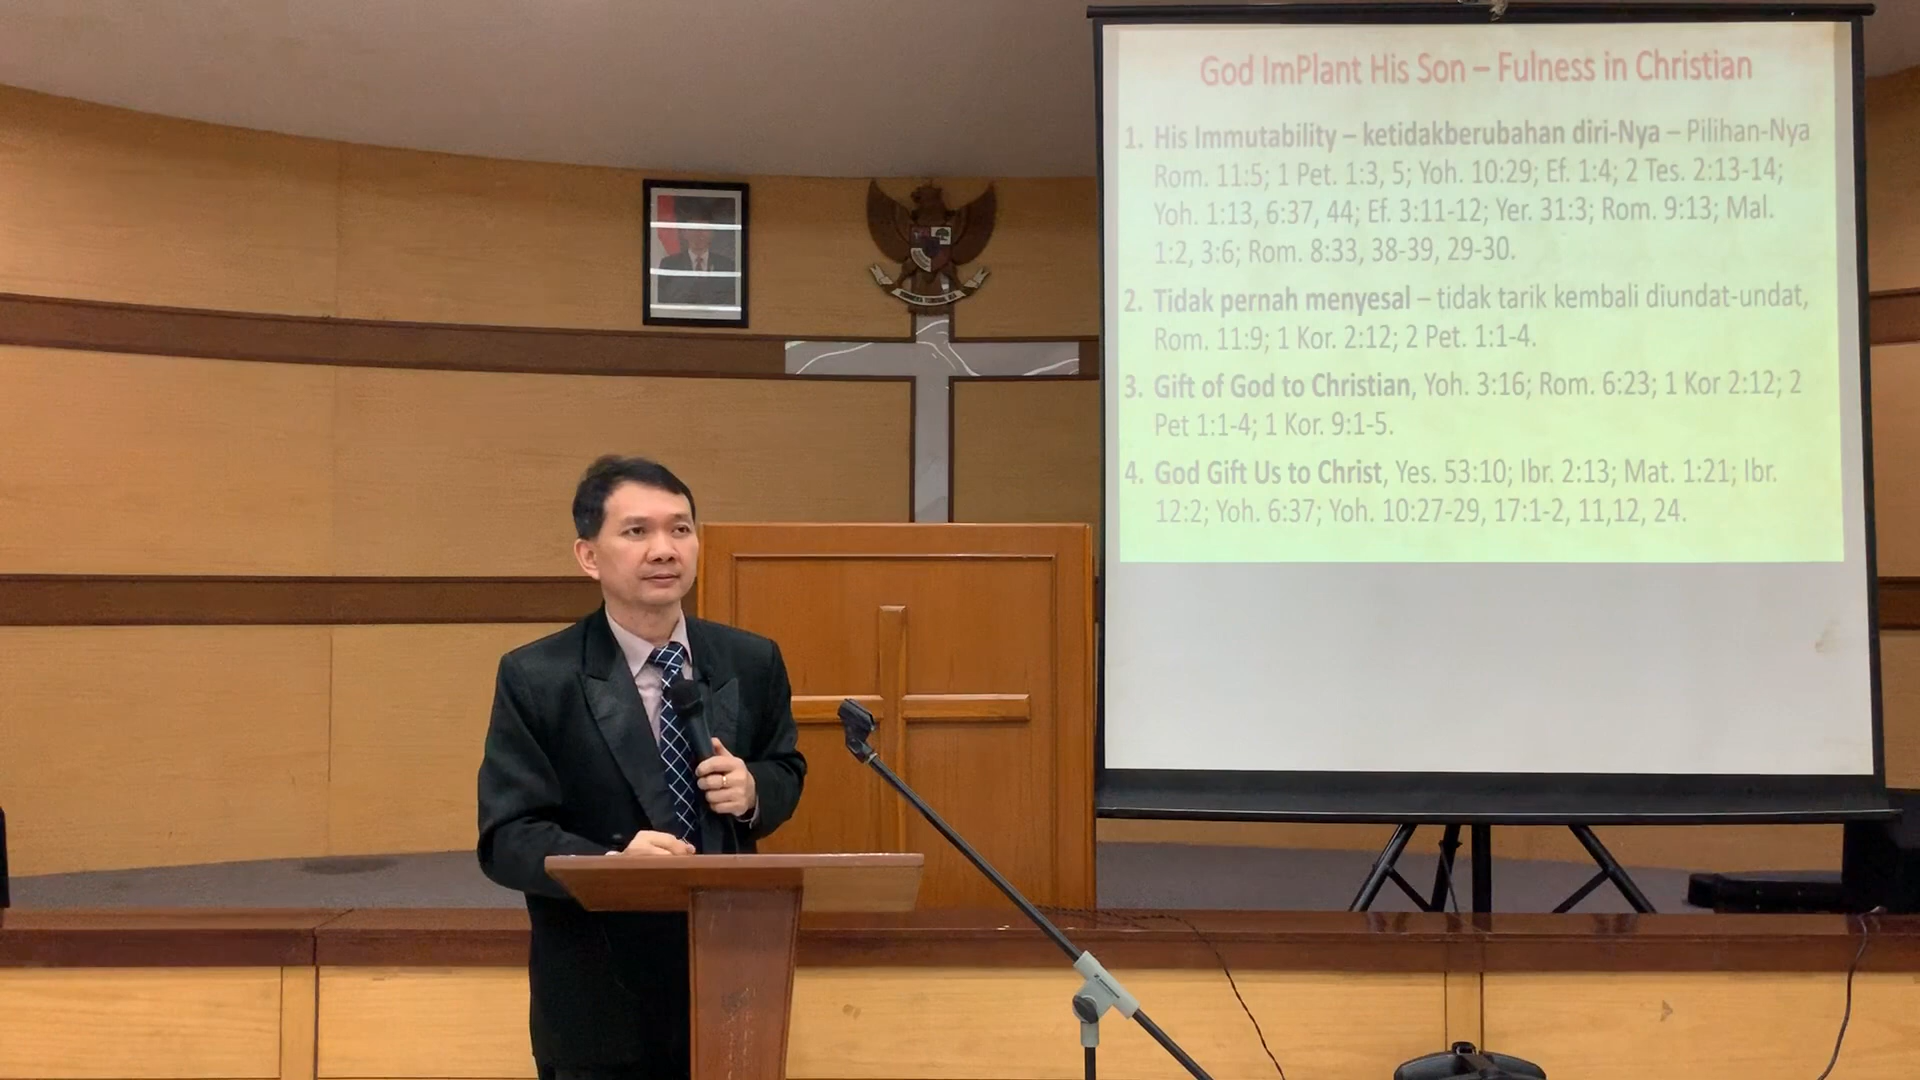 God ImPlant His Son – Fulness in Christian
1. His Immutability – ketidakberubahan diri-Nya – Pilihan-Nya
Rom. 11:5; 1 Pet. 1:3, 5; Yoh. 10:29; Ef. 1:4; 2 Tes. 2:13-14;
Yoh. 1:13, 6:37, 44; Ef. 3:11-12; Yer. 31:3; Rom. 9:13; Mal.
1:2, 3:6; Rom. 8:33, 38-39, 29-30.
2. Tidak pernah menyesal – tidak tarik kembali diundat-undat,
Rom. 11:9; 1 Kor. 2:12; 2 Pet. 1:1-4.
3. Gift of God to Christian, Yoh. 3:16; Rom. 6:23; 1 Kor 2:12; 2
Pet 1:1-4; 1 Kor. 9:1-5.
4. God Gift Us to Christ, Yes. 53:10; Ibr. 2:13; Mat. 1:21; Ibr.
12:2; Yoh. 6:37; Yoh. 10:27-29, 17:1-2, 11,12, 24.